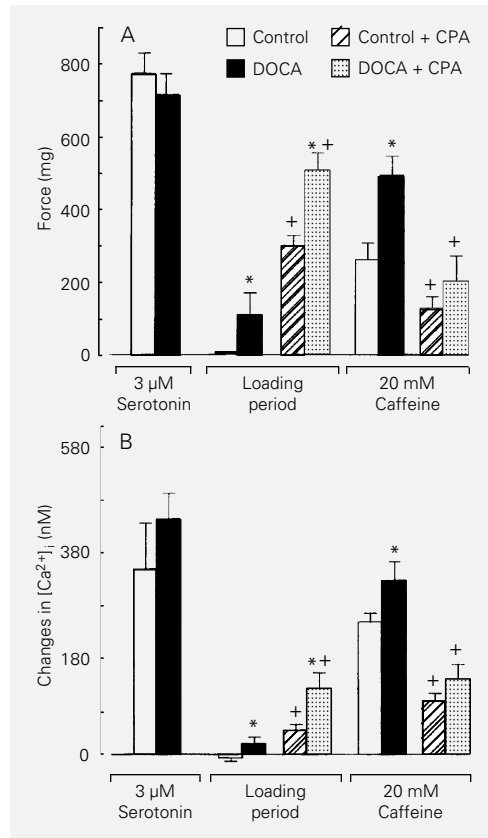 A
Control
Control + CPA
DOCA
DOCA + CPA
Force (mg)
800
600
400
200
0
*
* +
+
*
+
+
3 µM
Serotonin
Loading
period
20 mM
Caffeine
B
Changes in [Ca²⁺]ᵢ (nM)
580
380
180
0
*
+
* +
*
+
+
3 µM
Serotonin
Loading
period
20 mM
Caffeine